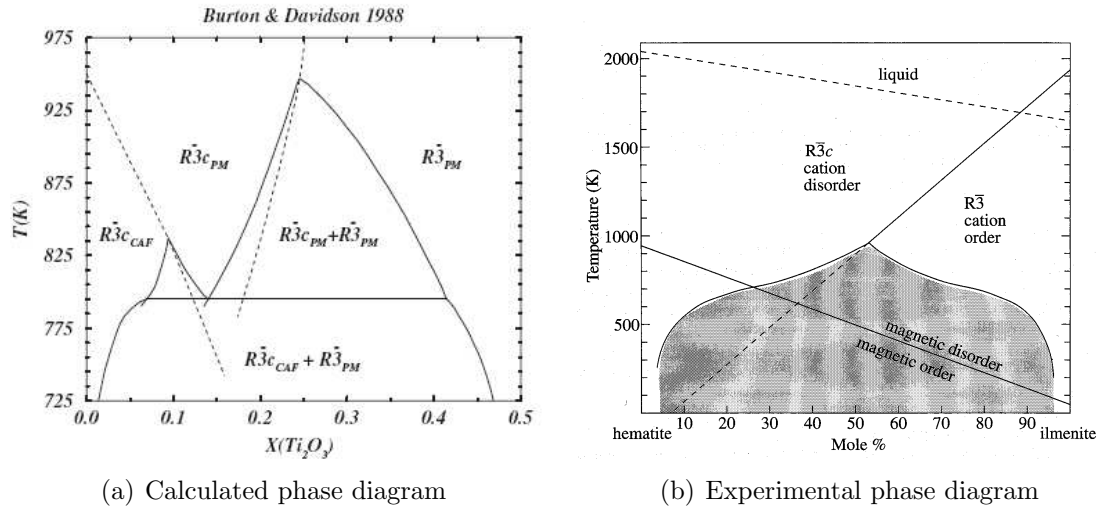 Burton & Davidson 1988
975
925
875
825
775
725
T(K)
R3̄c_PM
R3̄_PM
R3̄c_CAF
R3̄c_PM+R3̄_PM
R3̄c_CAF + R3̄_PM
0.0 0.1 0.2 0.3 0.4 0.5
X(Ti₂O₃)
(a) Calculated phase diagram
2000
1500
1000
500
Temperature (K)
liquid
R3̄c
cation
disorder
R3̄
cation
order
magnetic disorder
magnetic order
hematite 10 20 30 40 50 60 70 80 90 ilmenite
Mole %
(b) Experimental phase diagram